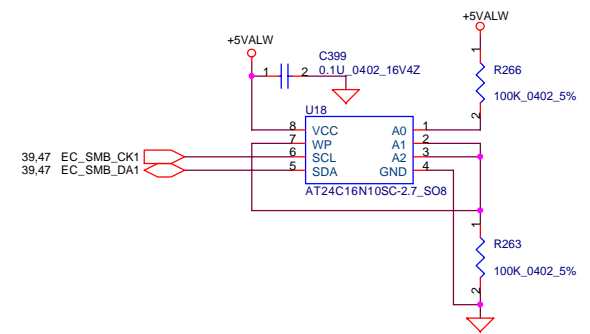 +5VALW
+5VALW
C399
1 2 0.1U_0402_16V4Z
1
R266
100K_0402_5%
2
U18
8 VCC A0 1
7 WP A1 2
39,47 EC_SMB_CK1 6 SCL A2 3
39,47 EC_SMB_DA1 5 SDA GND 4
AT24C16N10SC-2.7_SO8
1
R263
100K_0402_5%
2